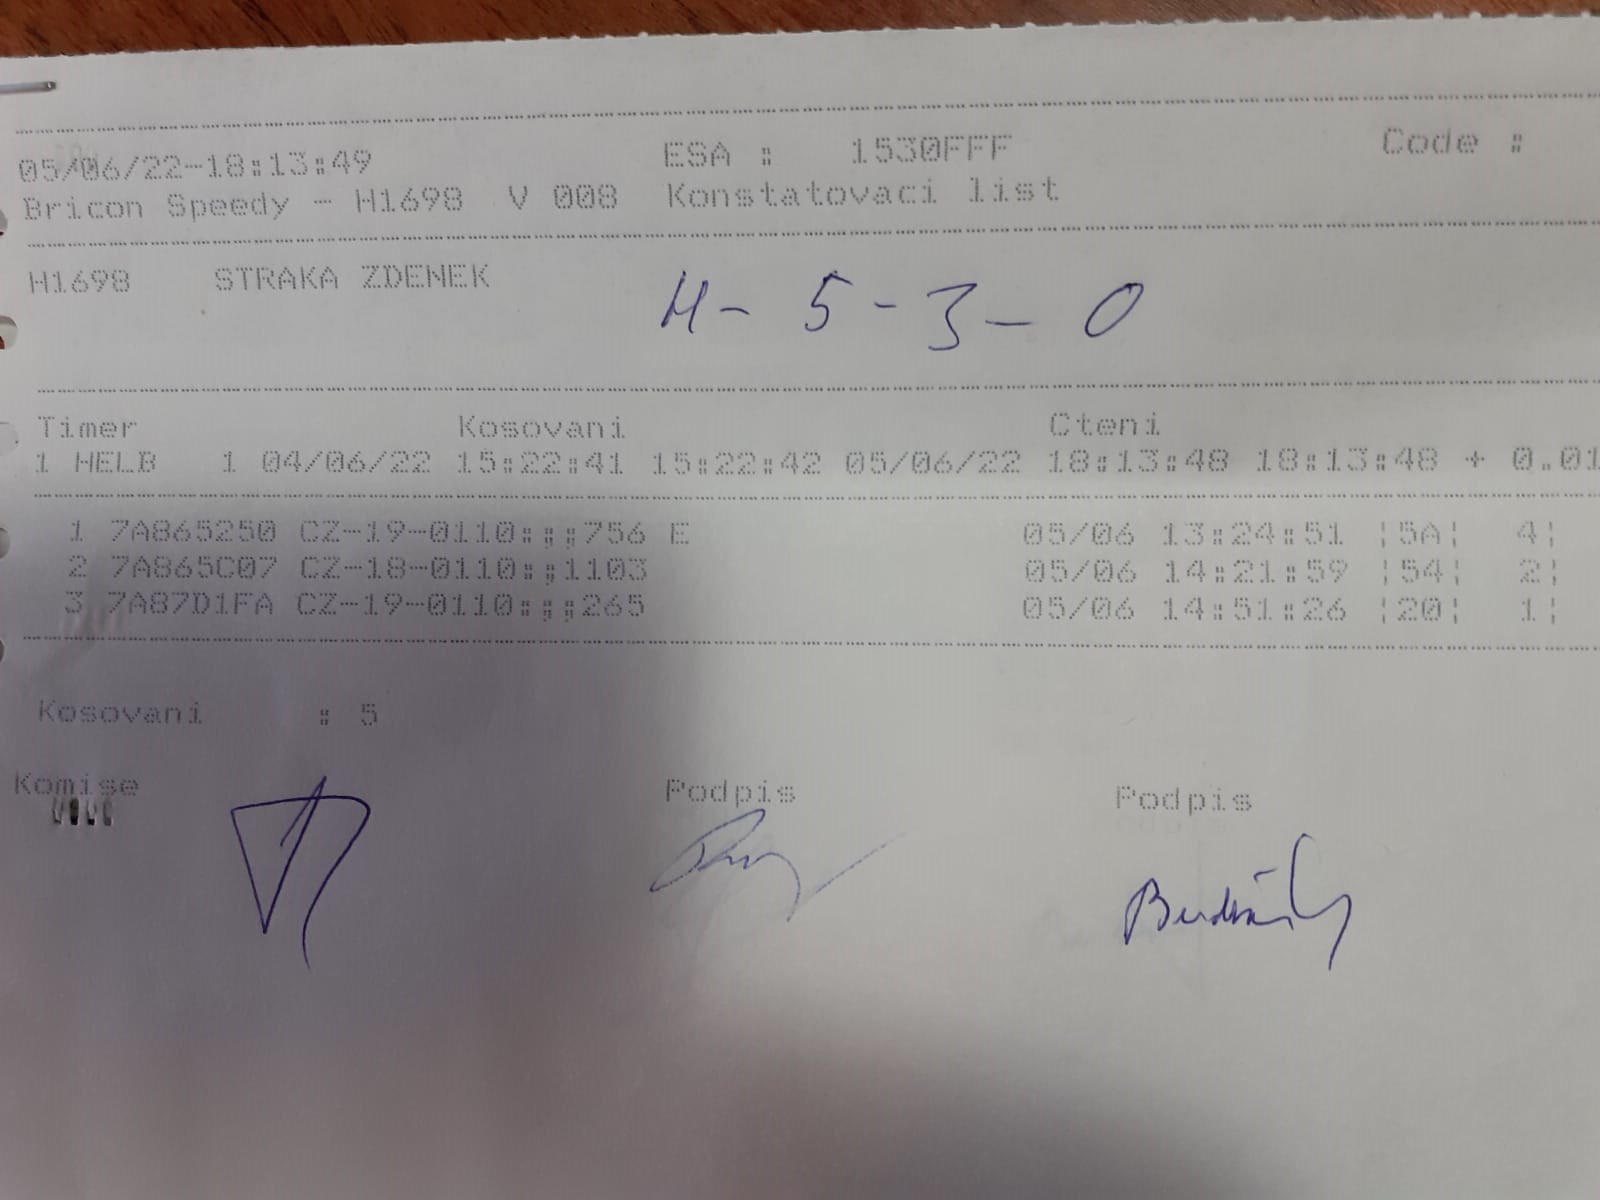 05/06/22-18:13:49 ESA : 1530FFF Code :
Bricon Speedy - H1698 V 008 Konstatovaci list
H1698 STRAKA ZDENEK
H- 5-3-0
Timer Kosovani Cteni
1 HELB 1 04/06/22 15:22:41 15:22:42 05/06/22 18:13:48 18:13:48 + 0.01
1 7A865250 CZ-19-0110:;;756 E 05/06 13:24:51 ¦5A¦ 4¦
2 7A865C07 CZ-18-0110:;1103 05/06 14:21:59 ¦54¦ 2¦
3 7A87D1FA CZ-19-0110:;;265 05/06 14:51:26 ¦20¦ 1¦
Kosovani : 5
Komise Podpis Podpis